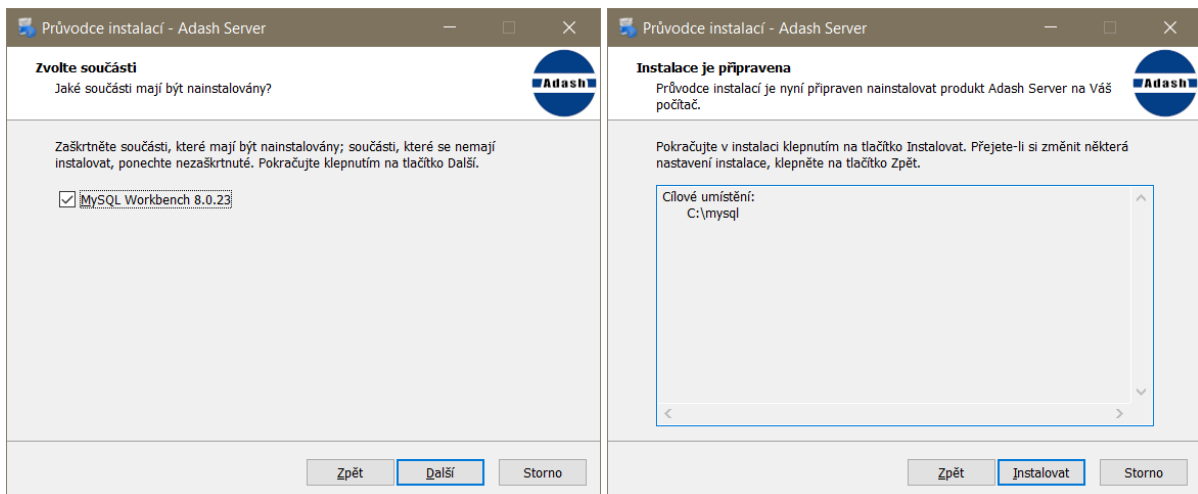 Průvodce instalací - Adash Server
Zvolte součásti
Jaké součásti mají být nainstalovány?
Adash
Zaškrtněte součásti, které mají být nainstalovány; součásti, které se nemají
instalovat, ponechte nezaškrtnuté. Pokračujte klepnutím na tlačítko Další.
MySQL Workbench 8.0.23
Zpět
Další
Storno
Průvodce instalací - Adash Server
Instalace je připravena
Průvodce instalací je nyní připraven nainstalovat produkt Adash Server na Váš
počítač.
Adash
Pokračujte v instalaci klepnutím na tlačítko Instalovat. Přejete-li si změnit některá
nastavení instalace, klepněte na tlačítko Zpět.
Cílové umístění:
C:\mysql
Zpět
Instalovat
Storno